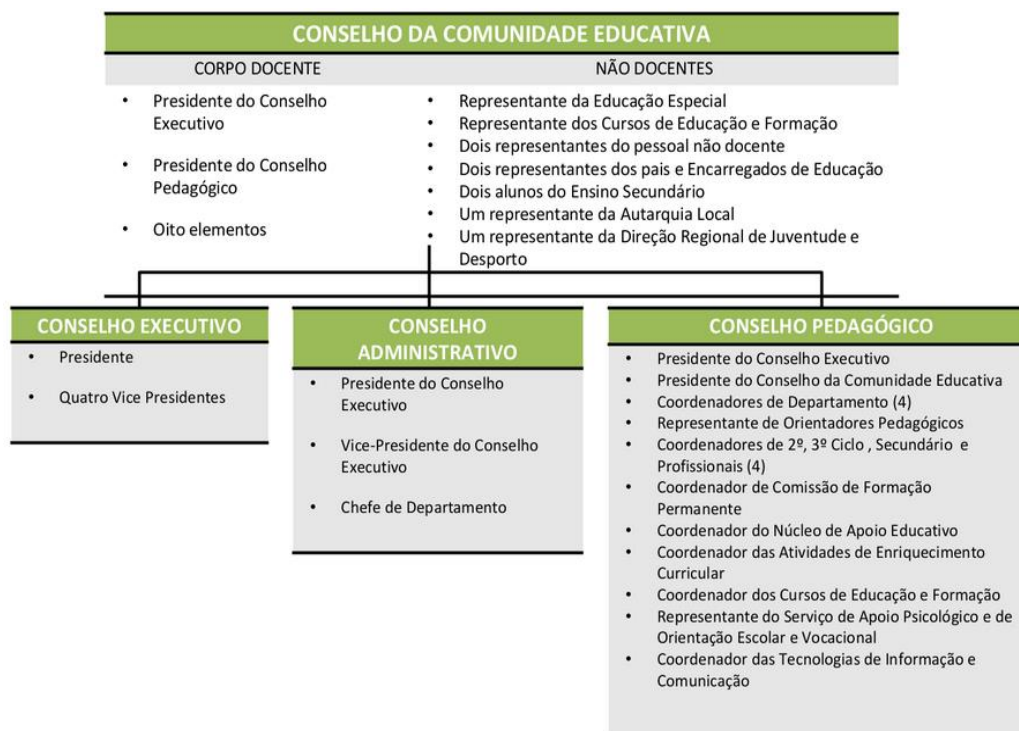 CONSELHO DA COMUNIDADE EDUCATIVA
CORPO DOCENTE
• Presidente do Conselho
Executivo
• Presidente do Conselho
Pedagógico
• Oito elementos
NÃO DOCENTES
• Representante da Educação Especial
• Representante dos Cursos de Educação e Formação
• Dois representantes do pessoal não docente
• Dois representantes dos pais e Encarregados de Educação
• Dois alunos do Ensino Secundário
• Um representante da Autarquia Local
• Um representante da Direção Regional de Juventude e
Desporto
CONSELHO EXECUTIVO
• Presidente
• Quatro Vice Presidentes
CONSELHO
ADMINISTRATIVO
• Presidente do Conselho
Executivo
• Vice-Presidente do Conselho
Executivo
• Chefe de Departamento
CONSELHO PEDAGÓGICO
• Presidente do Conselho Executivo
• Presidente do Conselho da Comunidade Educativa
• Coordenadores de Departamento (4)
• Representante de Orientadores Pedagógicos
• Coordenadores de 2º, 3º Ciclo , Secundário e
Profissionais (4)
• Coordenador de Comissão de Formação
Permanente
• Coordenador do Núcleo de Apoio Educativo
• Coordenador das Atividades de Enriquecimento
Curricular
• Coordenador dos Cursos de Educação e Formação
• Representante do Serviço de Apoio Psicológico e de
Orientação Escolar e Vocacional
• Coordenador das Tecnologias de Informação e
Comunicação